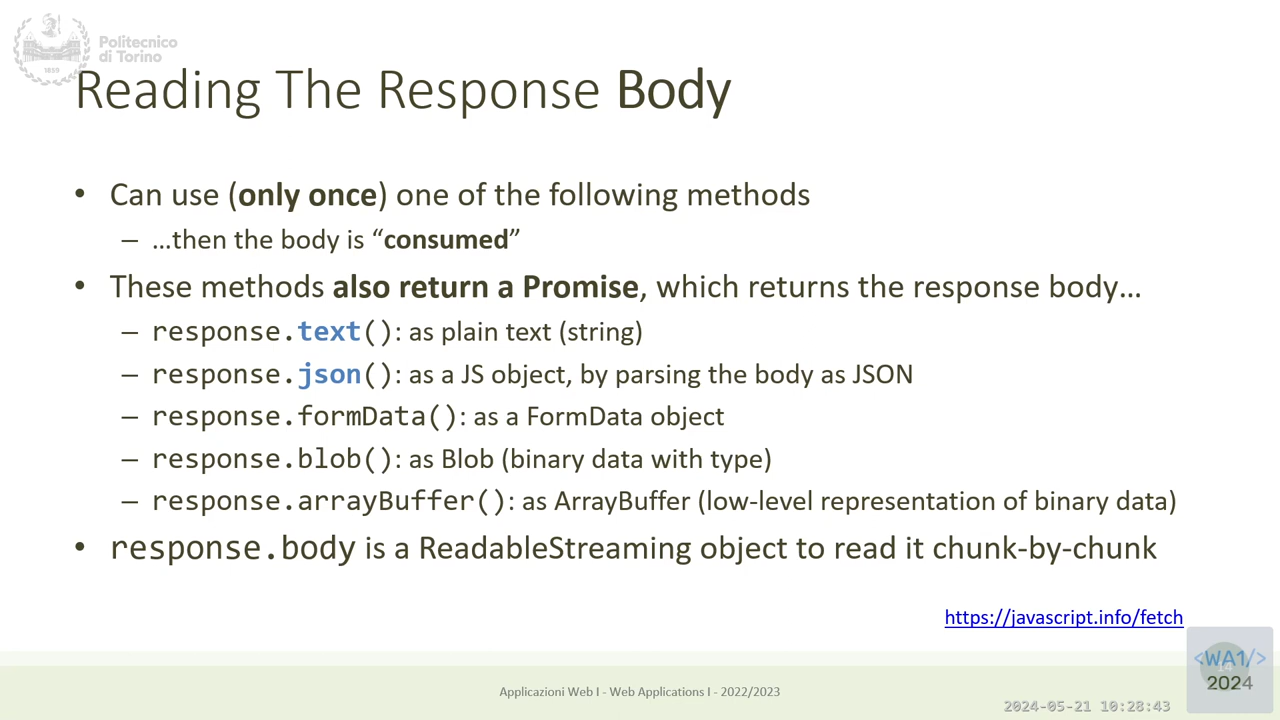 Politecnico
di Torino
1859
Reading The Response Body
• Can use (only once) one of the following methods
– …then the body is “consumed”
• These methods also return a Promise, which returns the response body…
– response.text(): as plain text (string)
– response.json(): as a JS object, by parsing the body as JSON
– response.formData(): as a FormData object
– response.blob(): as Blob (binary data with type)
– response.arrayBuffer(): as ArrayBuffer (low-level representation of binary data)
• response.body is a ReadableStreaming object to read it chunk-by-chunk
https://javascript.info/fetch
Applicazioni Web I - Web Applications I - 2022/2023
<WA1/>
2024
2024-05-21 10:28:43